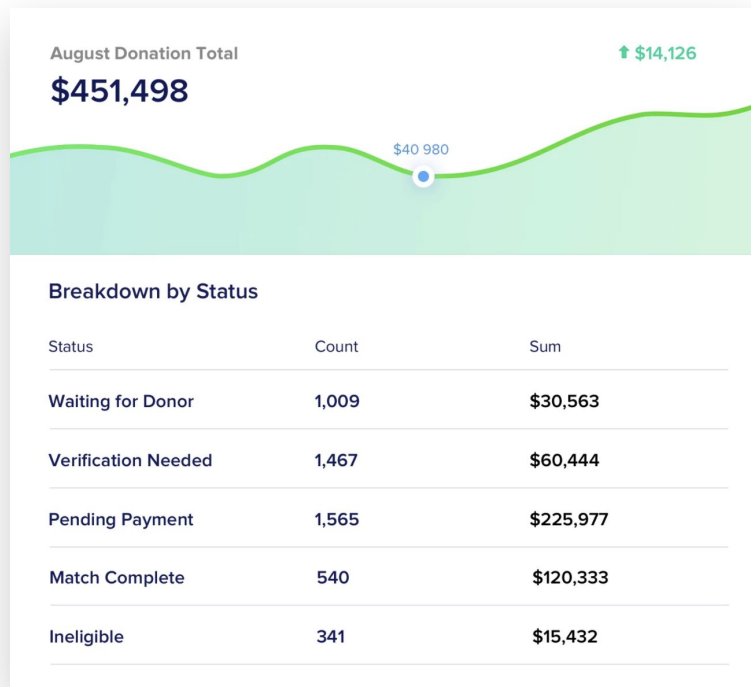 August Donation Total
$14,126
$451,498
$40 980
Breakdown by Status
Status Count Sum
Waiting for Donor 1,009 $30,563
Verification Needed 1,467 $60,444
Pending Payment 1,565 $225,977
Match Complete 540 $120,333
Ineligible 341 $15,432